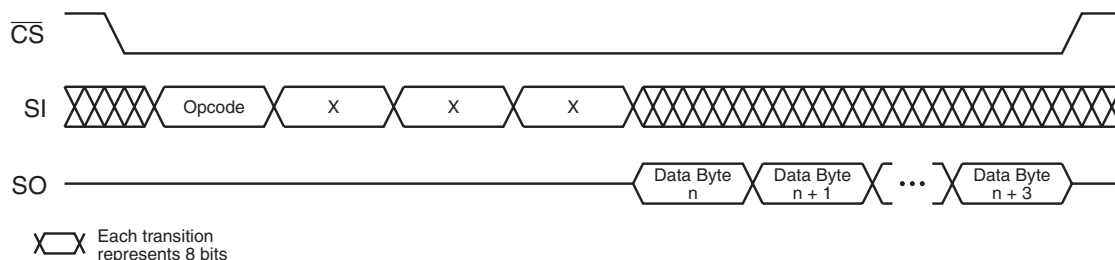 CS
SI
Opcode
X
X
X
SO
Data Byte
n
Data Byte
n + 1
•••
Data Byte
n + 3
Each transition
represents 8 bits